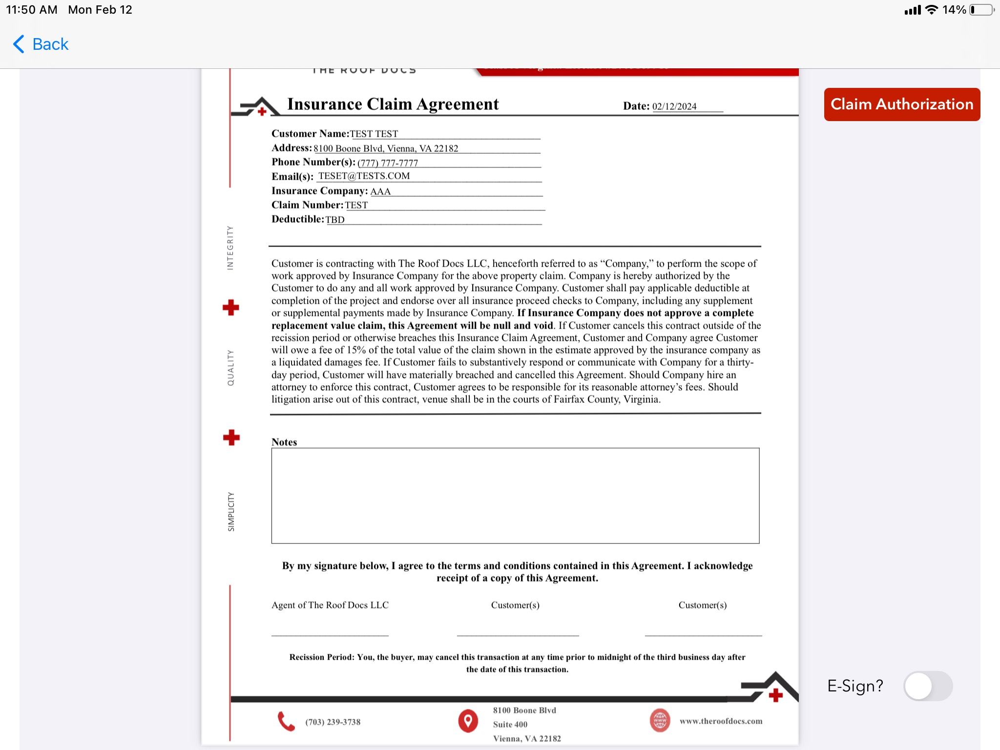 11:50 AM Mon Feb 12
14%
Back
THE ROOF DOCS
Insurance Claim Agreement
Date: 02/12/2024
Claim Authorization
Customer Name:TEST TEST
Address: 8100 Boone Blvd, Vienna, VA 22182
Phone Number(s): (777) 777-7777
Email(s): TESET@TESTS.COM
Insurance Company: AAA
Claim Number: TEST
Deductible: TBD
INTEGRITY
Customer is contracting with The Roof Docs LLC, henceforth referred to as “Company,” to perform the scope of
work approved by Insurance Company for the above property claim. Company is hereby authorized by the
Customer to do any and all work approved by Insurance Company. Customer shall pay applicable deductible at
completion of the project and endorse over all insurance proceed checks to Company, including any supplement
or supplemental payments made by Insurance Company. If Insurance Company does not approve a complete
replacement value claim, this Agreement will be null and void. If Customer cancels this contract outside of the
recission period or otherwise breaches this Insurance Claim Agreement, Customer and Company agree Customer
will owe a fee of 15% of the total value of the claim shown in the estimate approved by the insurance company as
a liquidated damages fee. If Customer fails to substantively respond or communicate with Company for a thirty-
day period, Customer will have materially breached and cancelled this Agreement. Should Company hire an
attorney to enforce this contract, Customer agrees to be responsible for its reasonable attorney’s fees. Should
litigation arise out of this contract, venue shall be in the courts of Fairfax County, Virginia.
QUALITY
Notes
SIMPLICITY
By my signature below, I agree to the terms and conditions contained in this Agreement. I acknowledge
receipt of a copy of this Agreement.
Agent of The Roof Docs LLC
Customer(s)
Customer(s)
Recission Period: You, the buyer, may cancel this transaction at any time prior to midnight of the third business day after
the date of this transaction.
E-Sign?
(703) 239-3738
8100 Boone Blvd
Suite 400
Vienna, VA 22182
www
www.theroofdocs.com